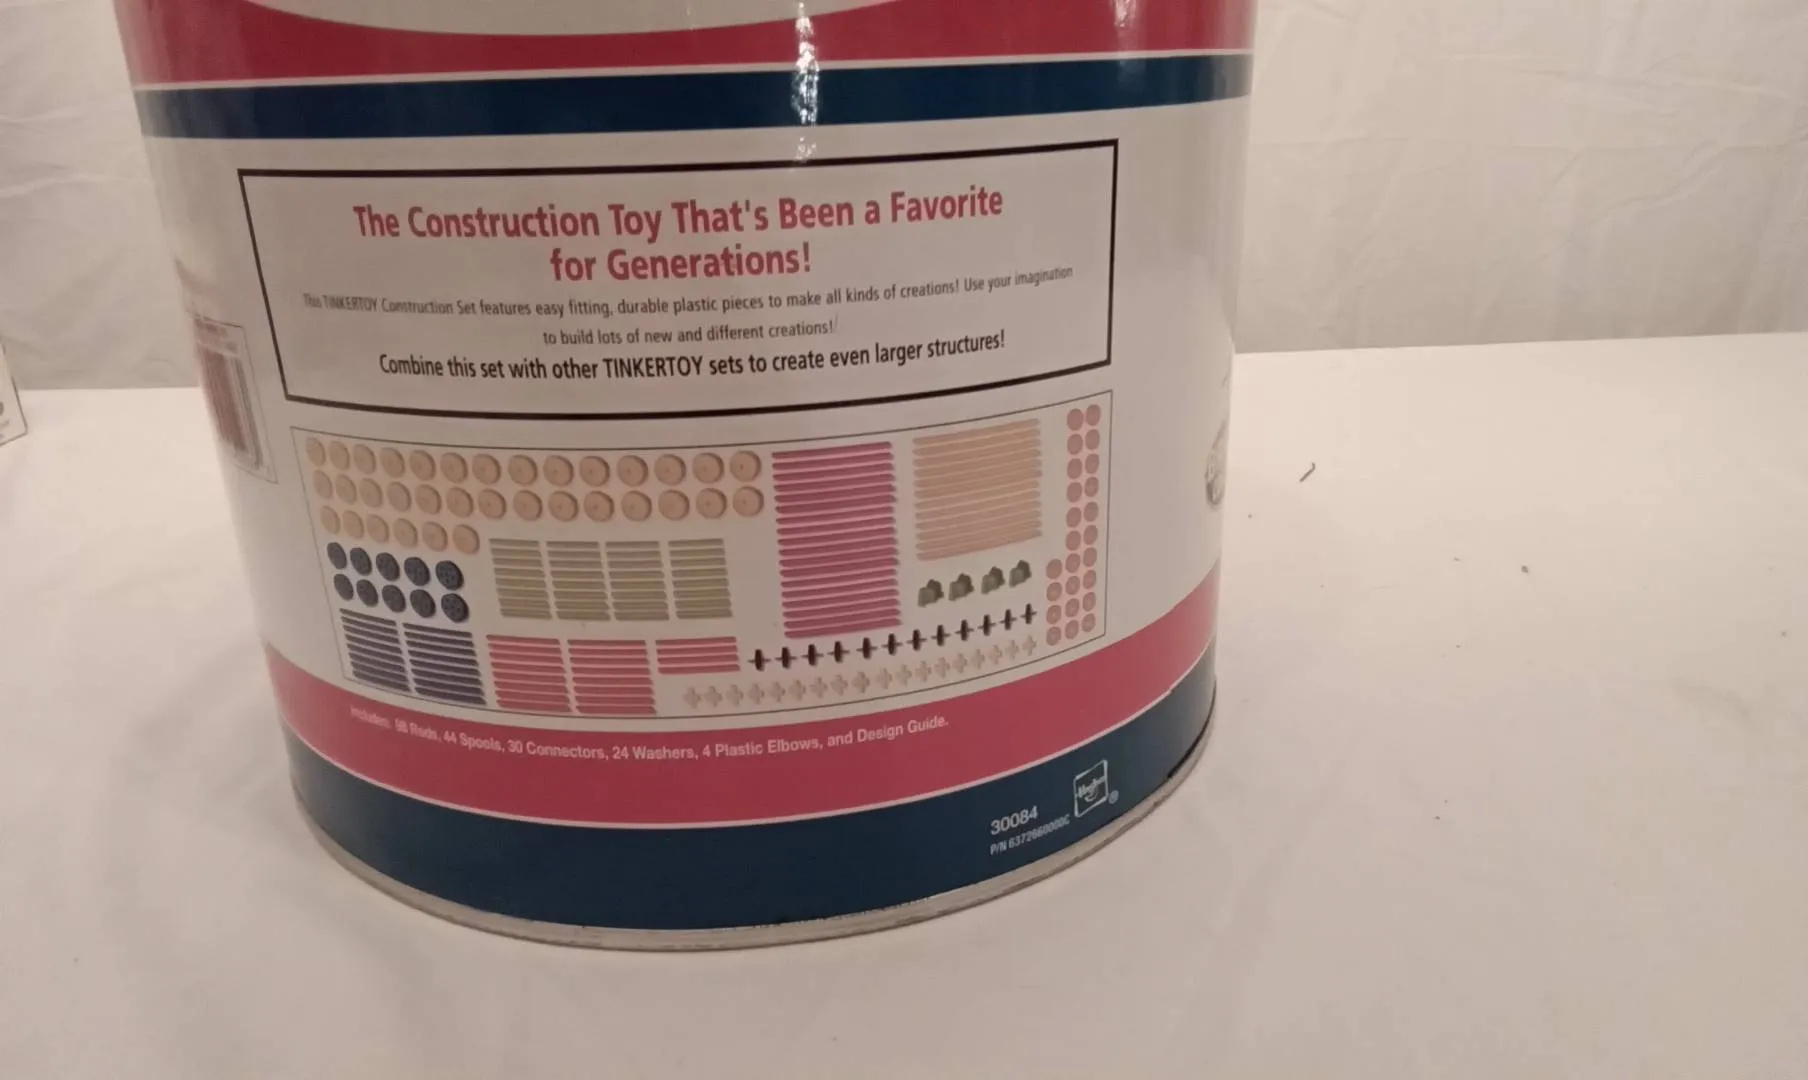 The Construction Toy That's Been a Favorite
for Generations!
This TINKERTOY Construction Set features easy fitting, durable plastic pieces to make all kinds of creations! Use your imagination
to build lots of new and different creations!
Combine this set with other TINKERTOY sets to create even larger structures!
Includes: 98 Rods, 44 Spools, 30 Connectors, 24 Washers, 4 Plastic Elbows, and Design Guide.
Hasbro ®
30084
P/N 6372660000C